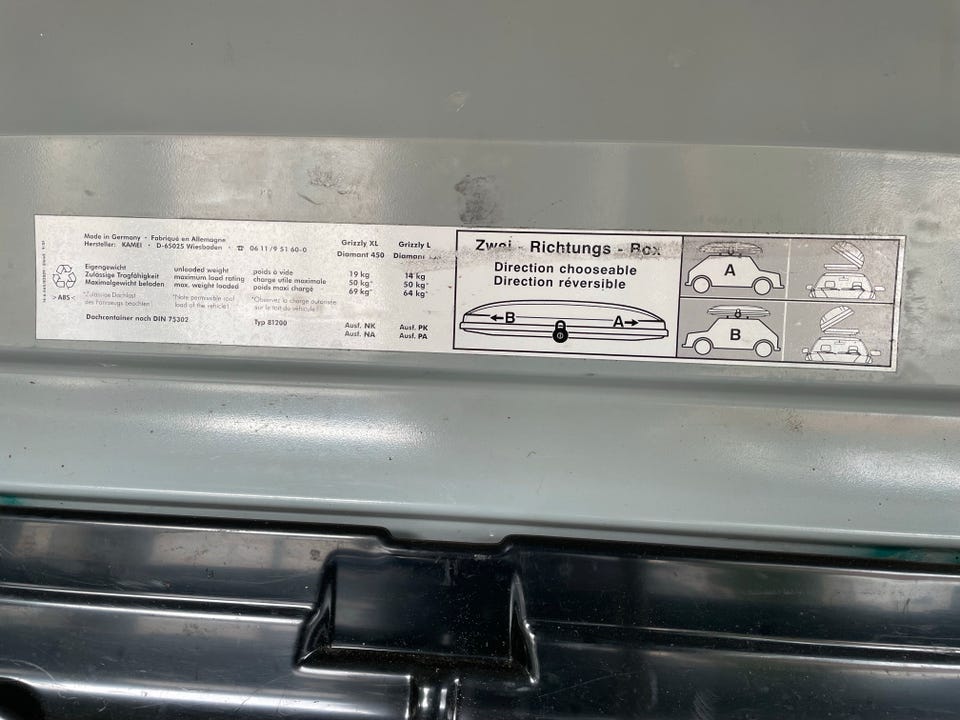 Made in Germany · Fabriqué en Allemagne
Hersteller: KAMEI · D-65025 Wiesbaden · ☎ 06 11/9 51 60-0
Grizzly XL Grizzly L
Diamant 450 Diamant
Eigengewicht unloaded weight poids à vide 19 kg 14 kg
Zulässige Tragfähigkeit maximum load rating charge utile maximale 50 kg* 50 kg*
Maximalgewicht beladen max. weight loaded poids maxi chargé 69 kg* 64 kg*
>ABS<
*Zulässige Dachlast *Note permissible roof *Observez la charge autorisée
des Fahrzeugs beachten! load of the vehicle! sur le toit du véhicule!
Dachcontainer nach DIN 75302 Typ 81200
Ausf. NK Ausf. PK
Ausf. NA Ausf. PA
Zwei - Richtungs - Box
Direction chooseable
Direction réversible
←B A→
A
B